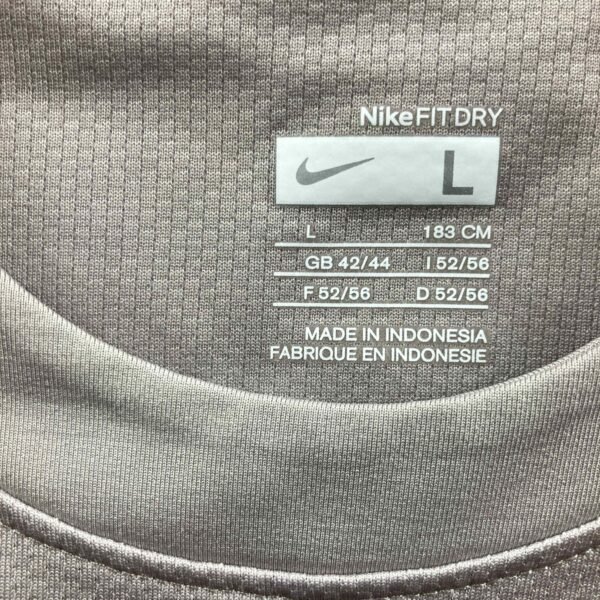 NikeFITDRY
L
L 183 CM
GB 42/44 I 52/56
F 52/56 D 52/56
MADE IN INDONESIA
FABRIQUE EN INDONESIE